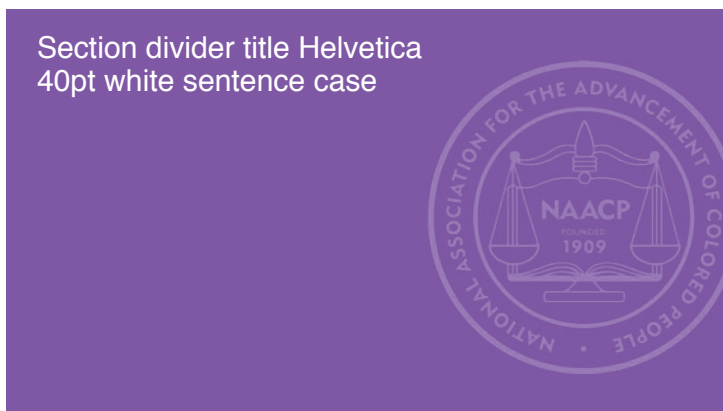 Section divider title Helvetica
40pt white sentence case
NATIONAL ASSOCIATION FOR THE ADVANCEMENT OF COLORED PEOPLE •
NAACP
FOUNDED
1909